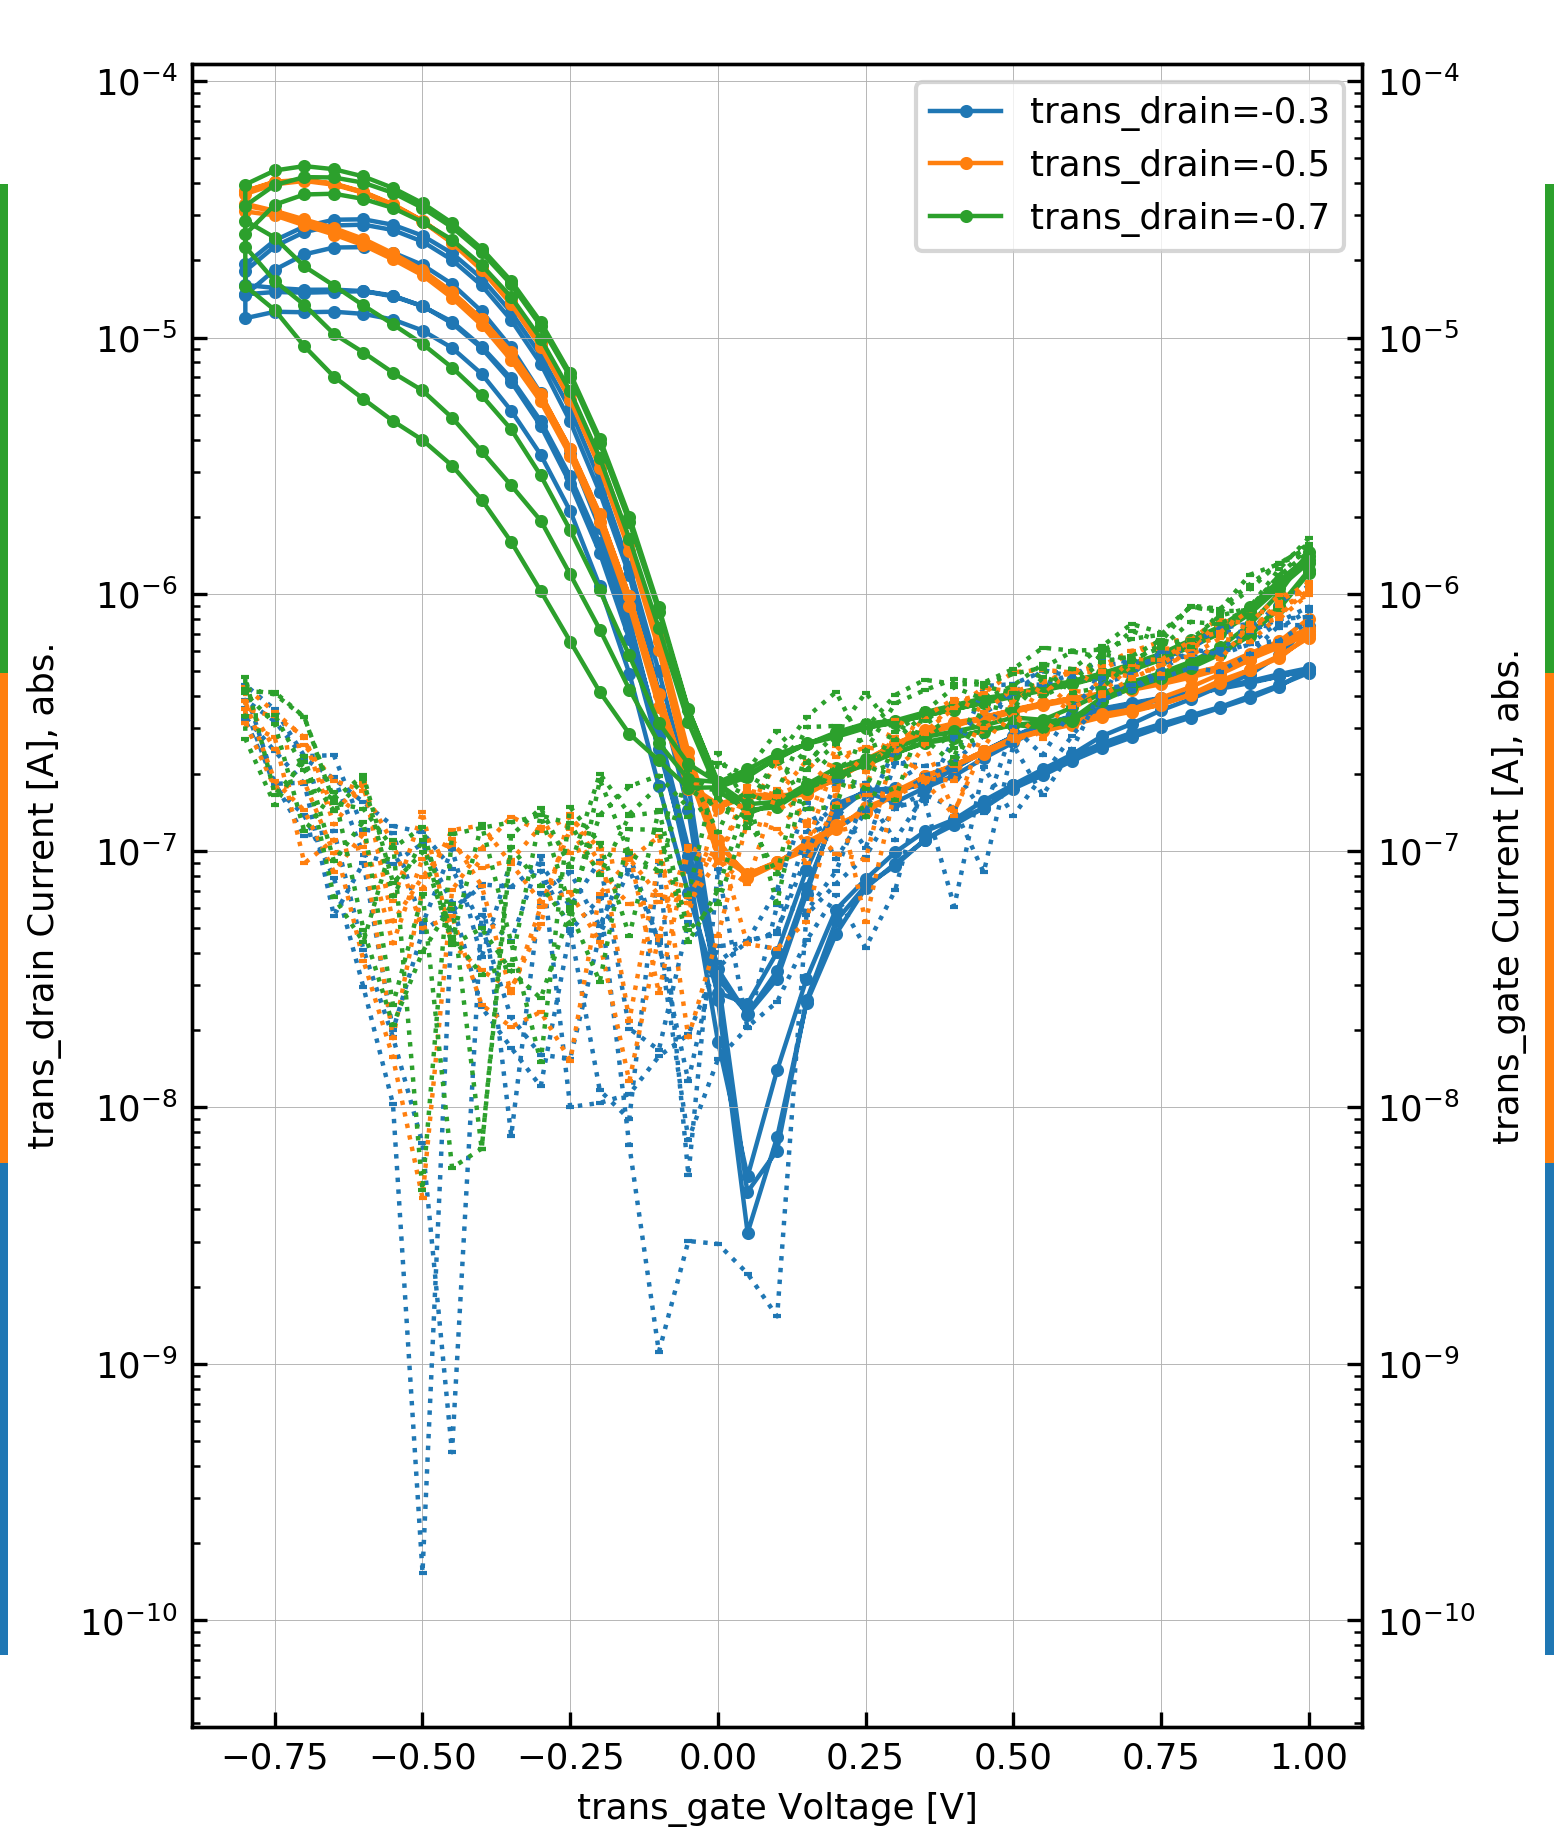 10−4
10−5
10−6
10−7
10−8
10−9
10−10
trans_drain Current [A], abs.
trans_drain=-0.3
trans_drain=-0.5
trans_drain=-0.7
10−4
10−5
10−6
10−7
10−8
10−9
10−10
trans_gate Current [A], abs.
−0.75 −0.50 −0.25 0.00 0.25 0.50 0.75 1.00
trans_gate Voltage [V]